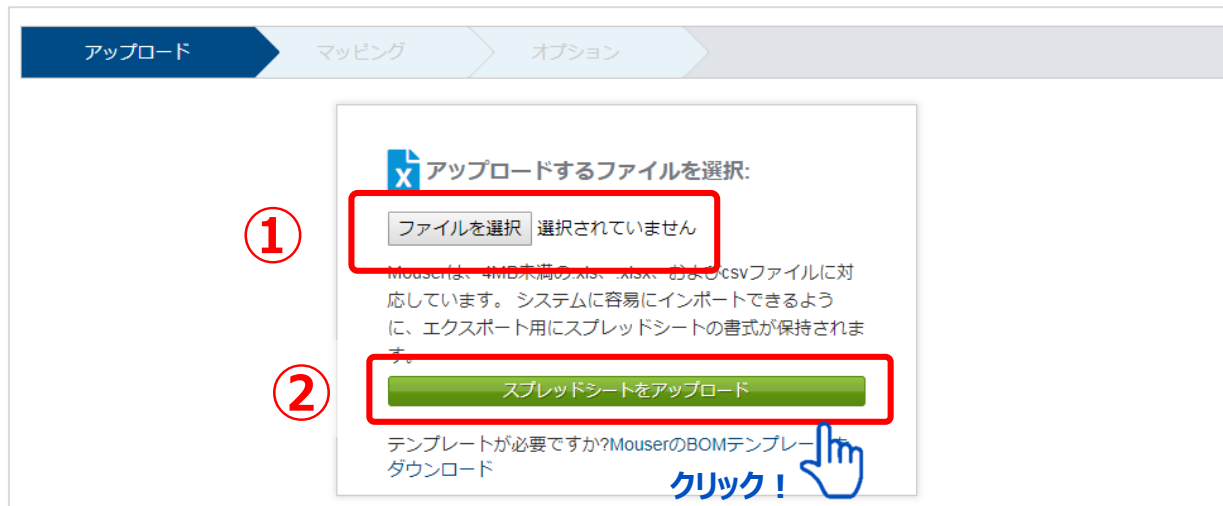 アップロード マッピング オプション
アップロードするファイルを選択:
① ファイルを選択 選択されていません
Mouserは、4MB未満の.xls、.xlsx、およびcsvファイルに対
応しています。 システムに容易にインポートできるよう
に、エクスポート用にスプレッドシートの書式が保持されま
す。
② スプレッドシートをアップロード
テンプレートが必要ですか?MouserのBOMテンプレートを
ダウンロード
クリック！